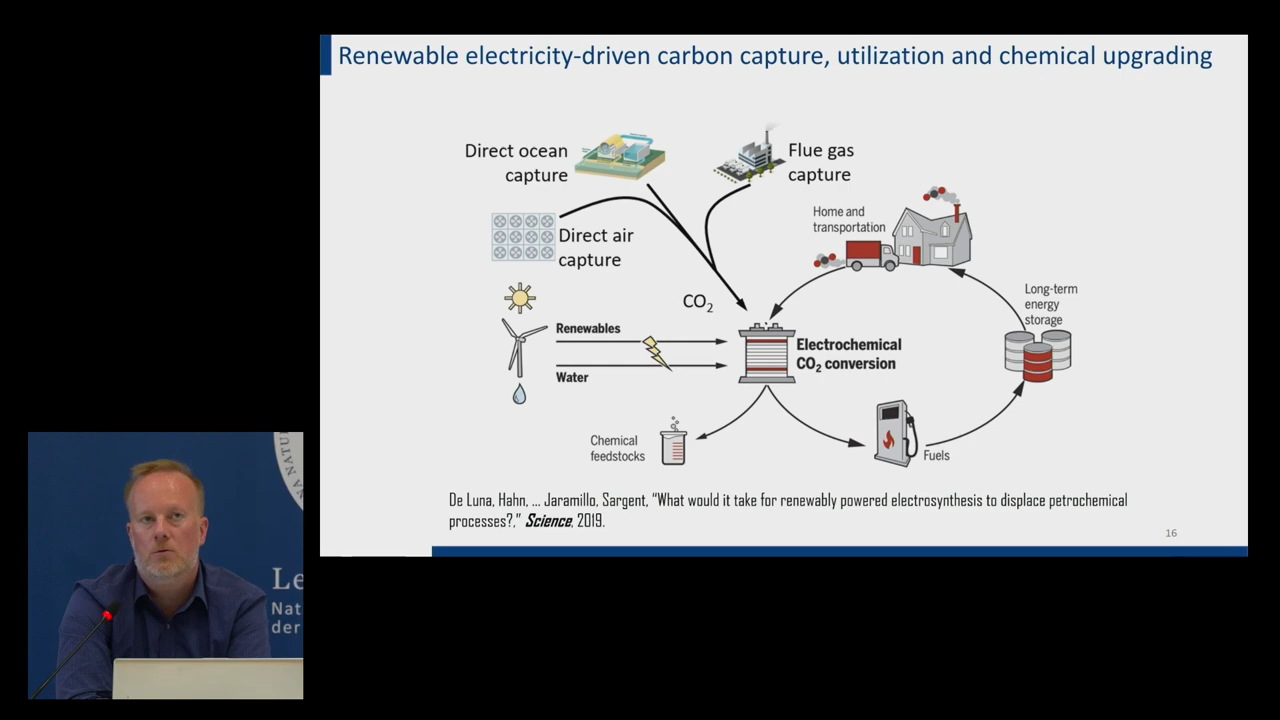 Renewable electricity-driven carbon capture, utilization and chemical upgrading
Direct ocean
capture
Flue gas
capture
Direct air
capture
Home and
transportation
Long-term
energy
storage
CO₂
Renewables
Water
Electrochemical
CO₂ conversion
Chemical
feedstocks
Fuels
De Luna, Hahn, ... Jaramillo, Sargent, “What would it take for renewably powered electrosynthesis to displace petrochemical
processes?,” Science, 2019.
16
NA NATU
Le
Nat
der